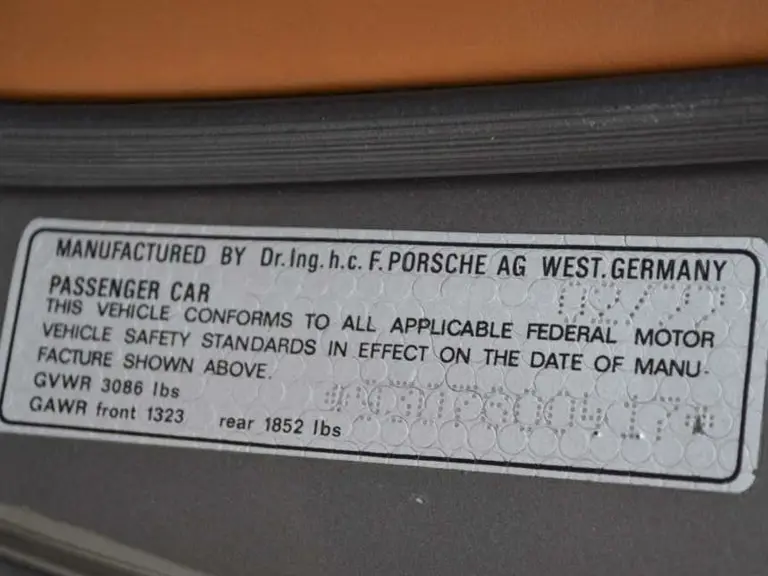 MANUFACTURED BY Dr.Ing.h.c. F.PORSCHE AG WEST.GERMANY
PASSENGER CAR
THIS VEHICLE CONFORMS TO ALL APPLICABLE FEDERAL MOTOR
VEHICLE SAFETY STANDARDS IN EFFECT ON THE DATE OF MANU-
FACTURE SHOWN ABOVE.
GVWR 3086 lbs
GAWR front 1323 rear 1852 lbs